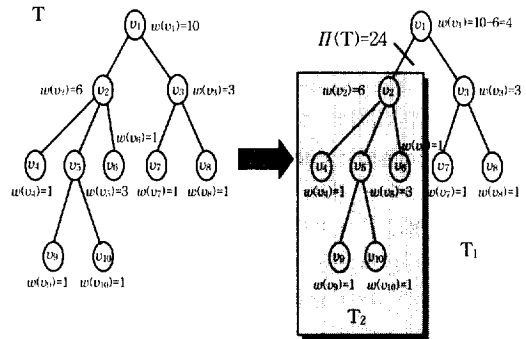 T
v₁ w(v₁)=10
w(v₂)=6 v₂ v₃ w(v₃)=3
w(v₆)=1
v₄ v₅ v₆ v₇ v₈
w(v₄)=1 w(v₅)=3 w(v₇)=1 w(v₈)=1
v₉ v₁₀
w(v₉)=1 w(v₁₀)=1
Π(T)=24 v₁ w(v₁)=10-6=4
w(v₂)=6 v₂ v₃ w(v₃)=3
w(v₆)=1
v₄ v₅ v₆ v₇ v₈
w(v₄)=1 w(v₅)=3 w(v₇)=1 w(v₈)=1
v₉ v₁₀
w(v₉)=1 w(v₁₀)=1
T₁
T₂